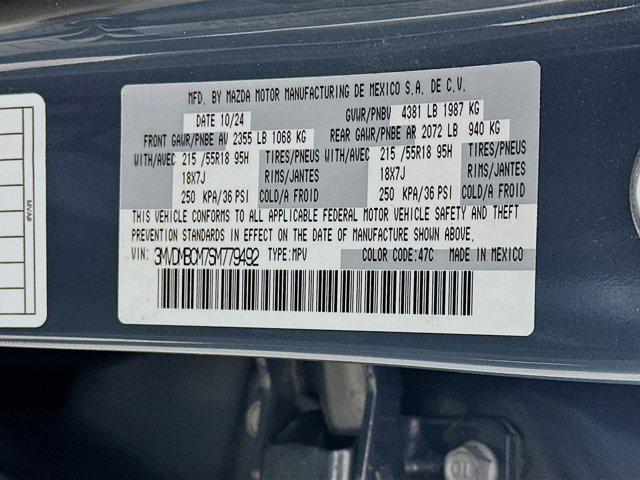 MFD. BY MAZDA MOTOR MANUFACTURING DE MEXICO S.A. DE C.V.
DATE 10/24 GVWR/PNBV 4381 LB 1987 KG
FRONT GAWR/PNBE AV 2355 LB 1068 KG REAR GAWR/PNBE AR 2072 LB 940 KG
WITH/AVEC 215 /55R18 95H TIRES/PNEUS WITH/AVEC 215 /55R18 95H TIRES/PNEUS
18X7J RIMS/JANTES 18X7J RIMS/JANTES
250 KPA/36 PSI COLD/A FROID 250 KPA/36 PSI COLD/A FROID
THIS VEHICLE CONFORMS TO ALL APPLICABLE FEDERAL MOTOR VEHICLE SAFETY AND THEFT
PREVENTION STANDARDS IN EFFECT ON THE DATE OF MANUFACTURE SHOWN ABOVE.
VIN: 3MVDMBCM7SM779492 TYPE: MPV COLOR CODE: 47C MADE IN MEXICO